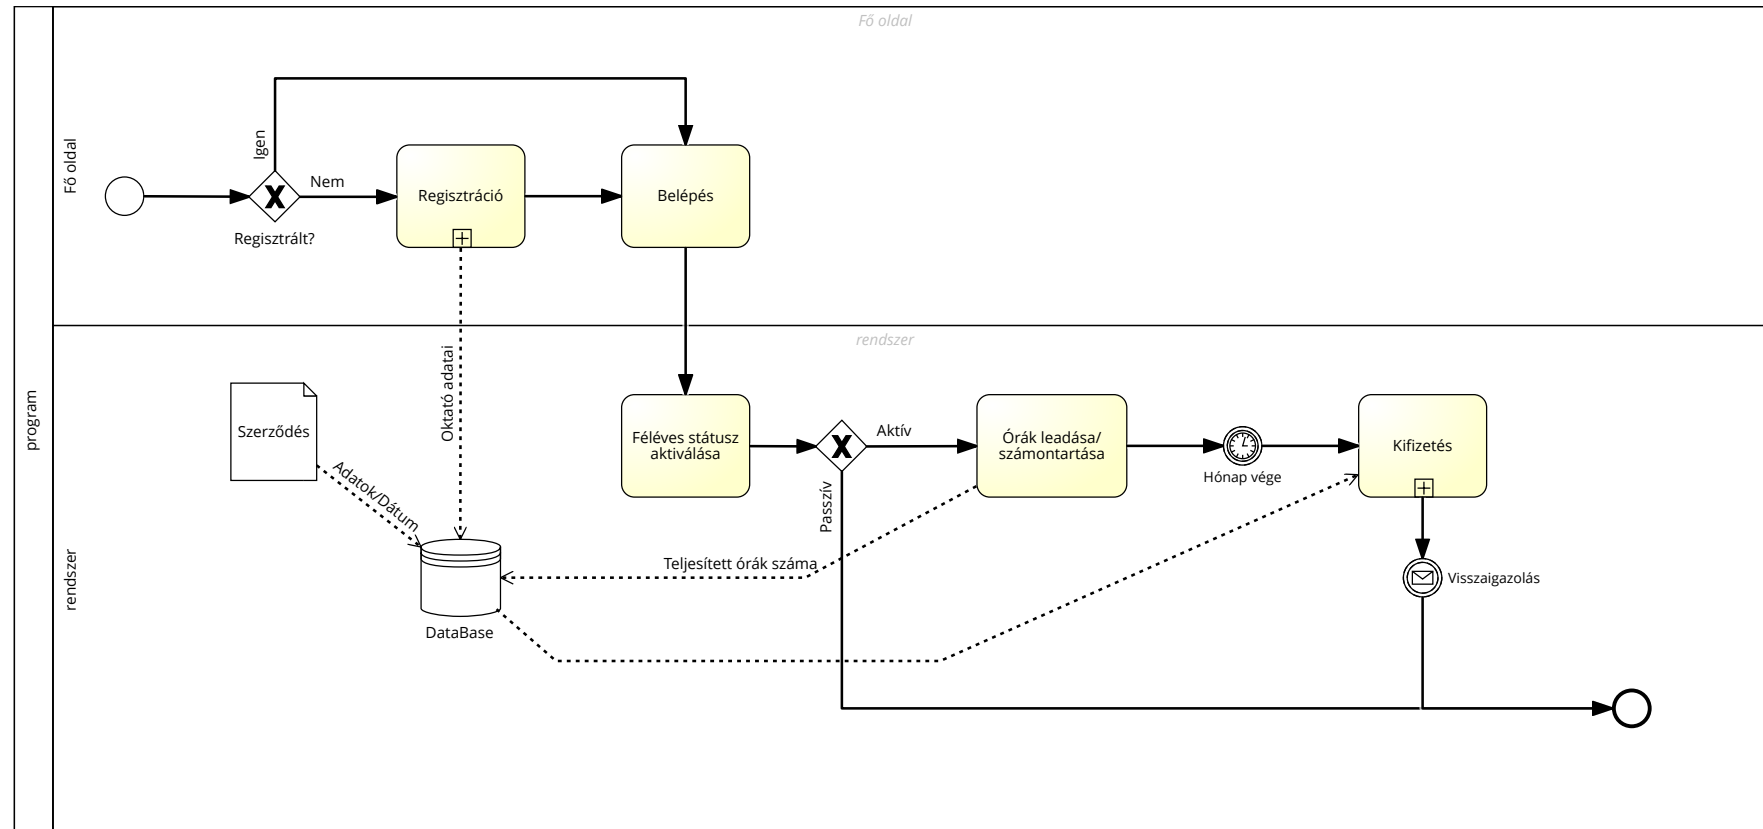 Fő oldal
program
Fő oldal
Igen
Nem
Regisztrált?
Regisztráció
Belépés
rendszer
rendszer
Szerződés
Adatok/Dátum
Oktató adatai
DataBase
Féléves státusz
aktiválása
Aktív
Passzív
Órák leadása/
számontartása
Hónap vége
Kifizetés
Teljesített órák száma
Visszaigazolás